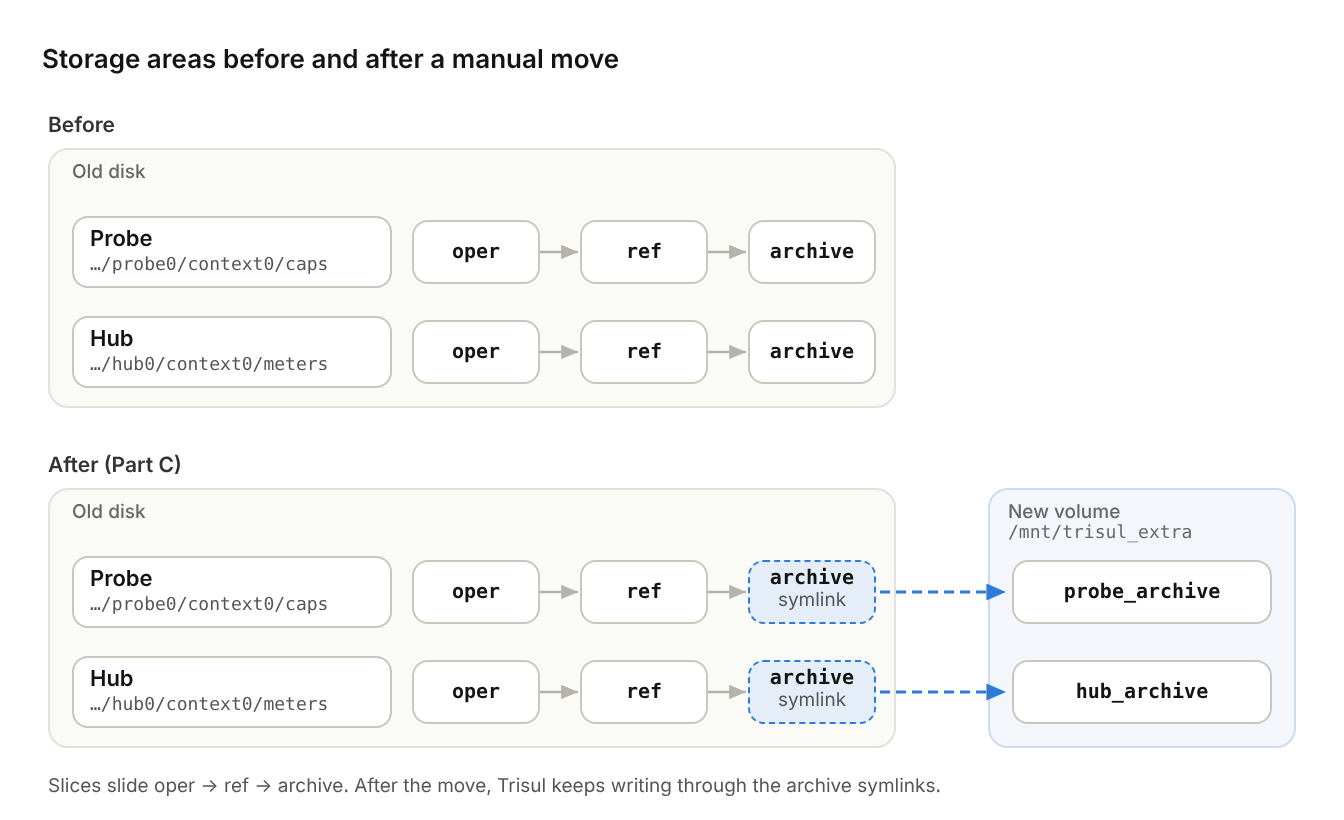 Storage areas before and after a manual move
Before
Old disk
Probe
…/probe0/context0/caps
oper
ref
archive
Hub
…/hub0/context0/meters
oper
ref
archive
After (Part C)
Old disk
New volume
/mnt/trisul_extra
Probe
…/probe0/context0/caps
oper
ref
archive
symlink
probe_archive
Hub
…/hub0/context0/meters
oper
ref
archive
symlink
hub_archive
Slices slide oper → ref → archive. After the move, Trisul keeps writing through the archive symlinks.